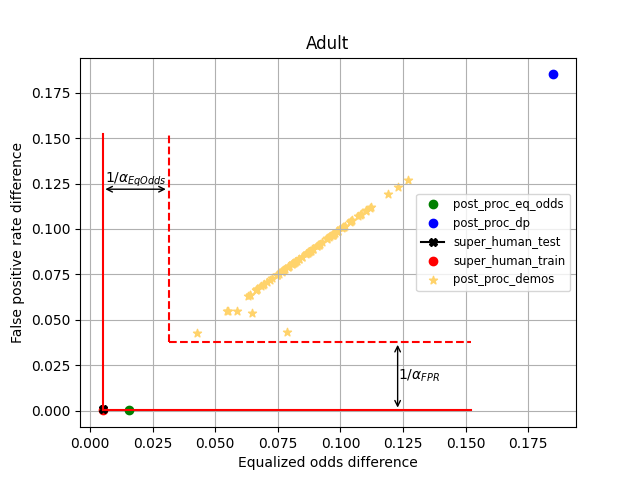 Adult
False positive rate difference
0.175
0.150
0.125
0.100
0.075
0.050
0.025
0.000
1/α_EqOdds
post_proc_eq_odds
post_proc_dp
super_human_test
super_human_train
post_proc_demos
1/α_FPR
0.000 0.025 0.050 0.075 0.100 0.125 0.150 0.175
Equalized odds difference